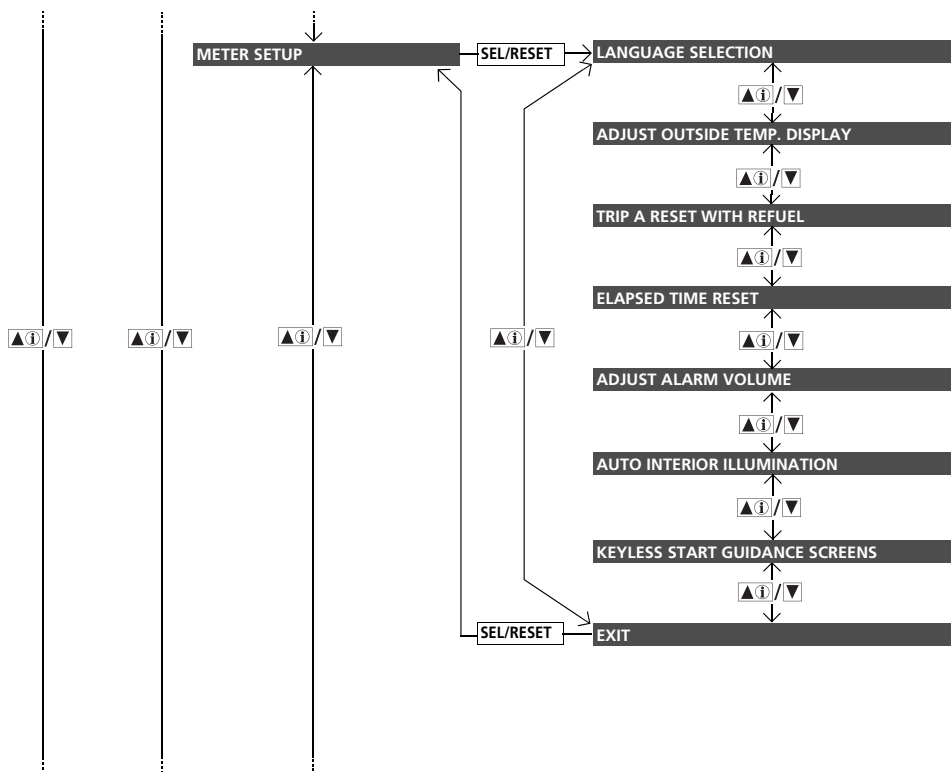 METER SETUP
SEL/RESET
LANGUAGE SELECTION
▲ⓘ/▼
ADJUST OUTSIDE TEMP. DISPLAY
▲ⓘ/▼
TRIP A RESET WITH REFUEL
▲ⓘ/▼
ELAPSED TIME RESET
▲ⓘ/▼ ▲ⓘ/▼ ▲ⓘ/▼ ▲ⓘ/▼ ▲ⓘ/▼
ADJUST ALARM VOLUME
▲ⓘ/▼
AUTO INTERIOR ILLUMINATION
▲ⓘ/▼
KEYLESS START GUIDANCE SCREENS
▲ⓘ/▼
SEL/RESET
EXIT